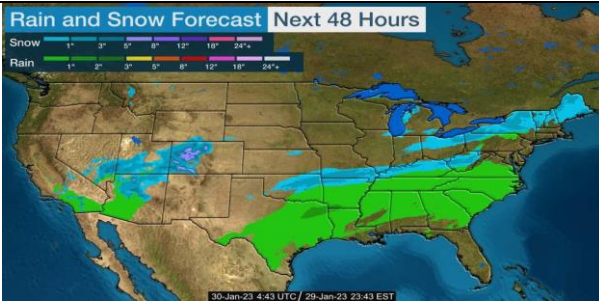 Rain and Snow Forecast Next 48 Hours
Snow 1" 3" 5" 8" 12" 18" 24"+
Rain 1" 2" 3" 5" 8" 12" 18" 24"+
30-Jan-23 4:43 UTC / 29-Jan-23 23:43 EST